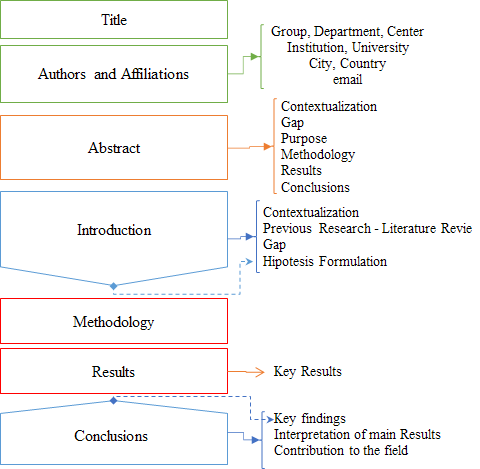 Title
Authors and Affiliations
Group, Department, Center
Institution, University
City, Country
email
Abstract
Contextualization
Gap
Purpose
Methodology
Results
Conclusions
Introduction
Contextualization
Previous Research - Literature Revie
Gap
Hipotesis Formulation
Methodology
Results
Key Results
Conclusions
Key findings
Interpretation of main Results
Contribution to the field